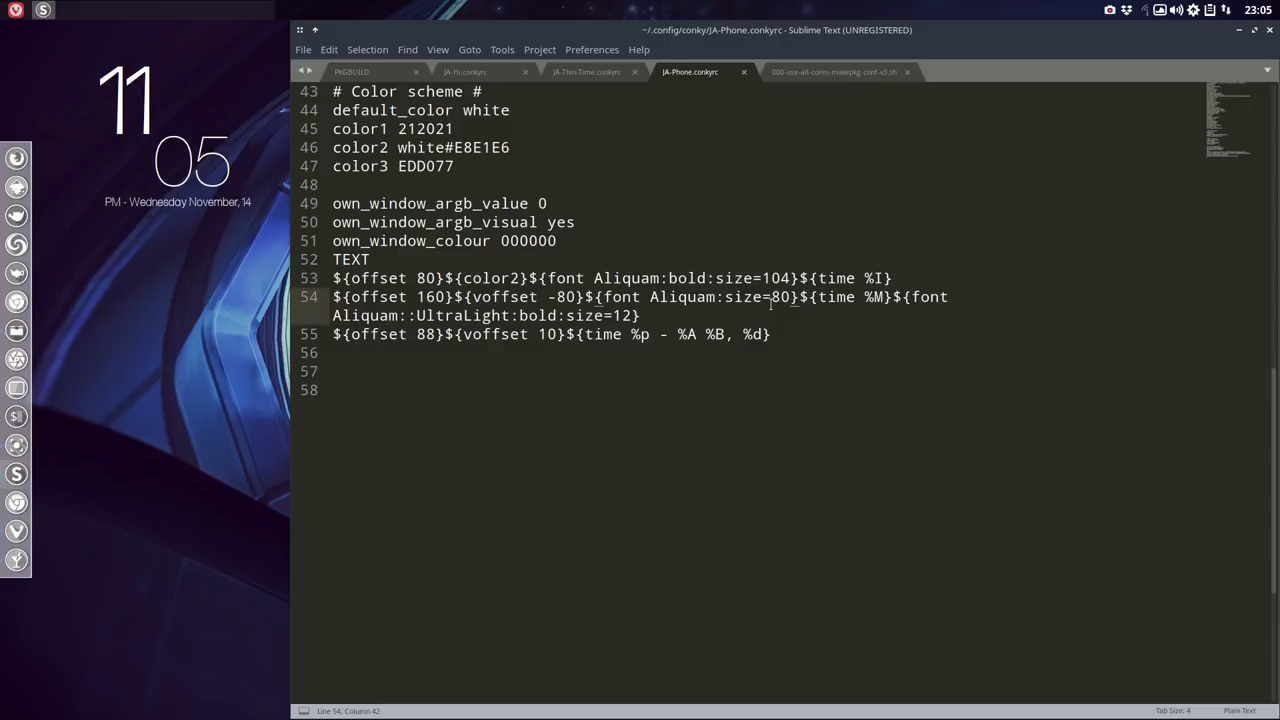 23:05
~/.config/conky/JA-Phone.conkyrc - Sublime Text (UNREGISTERED)
File Edit Selection Find View Goto Tools Project Preferences Help
PKGBUILD JA-Hi.conkyrc JA-Thin-Time.conkyrc JA-Phone.conkyrc 000-use-all-cores-makepkg-conf-v3.sh
11
05
PM - Wednesday November, 14
43 # Color scheme #
44 default_color white
45 color1 212021
46 color2 white#E8E1E6
47 color3 EDD077
48
49 own_window_argb_value 0
50 own_window_argb_visual yes
51 own_window_colour 000000
52 TEXT
53 ${offset 80}${color2}${font Aliquam:bold:size=104}${time %I}
54 ${offset 160}${voffset -80}${font Aliquam:size=80}${time %M}${font
Aliquam::UltraLight:bold:size=12}
55 ${offset 88}${voffset 10}${time %p - %A %B, %d}
56
57
58
Line 54, Column 42 Tab Size: 4 Plain Text